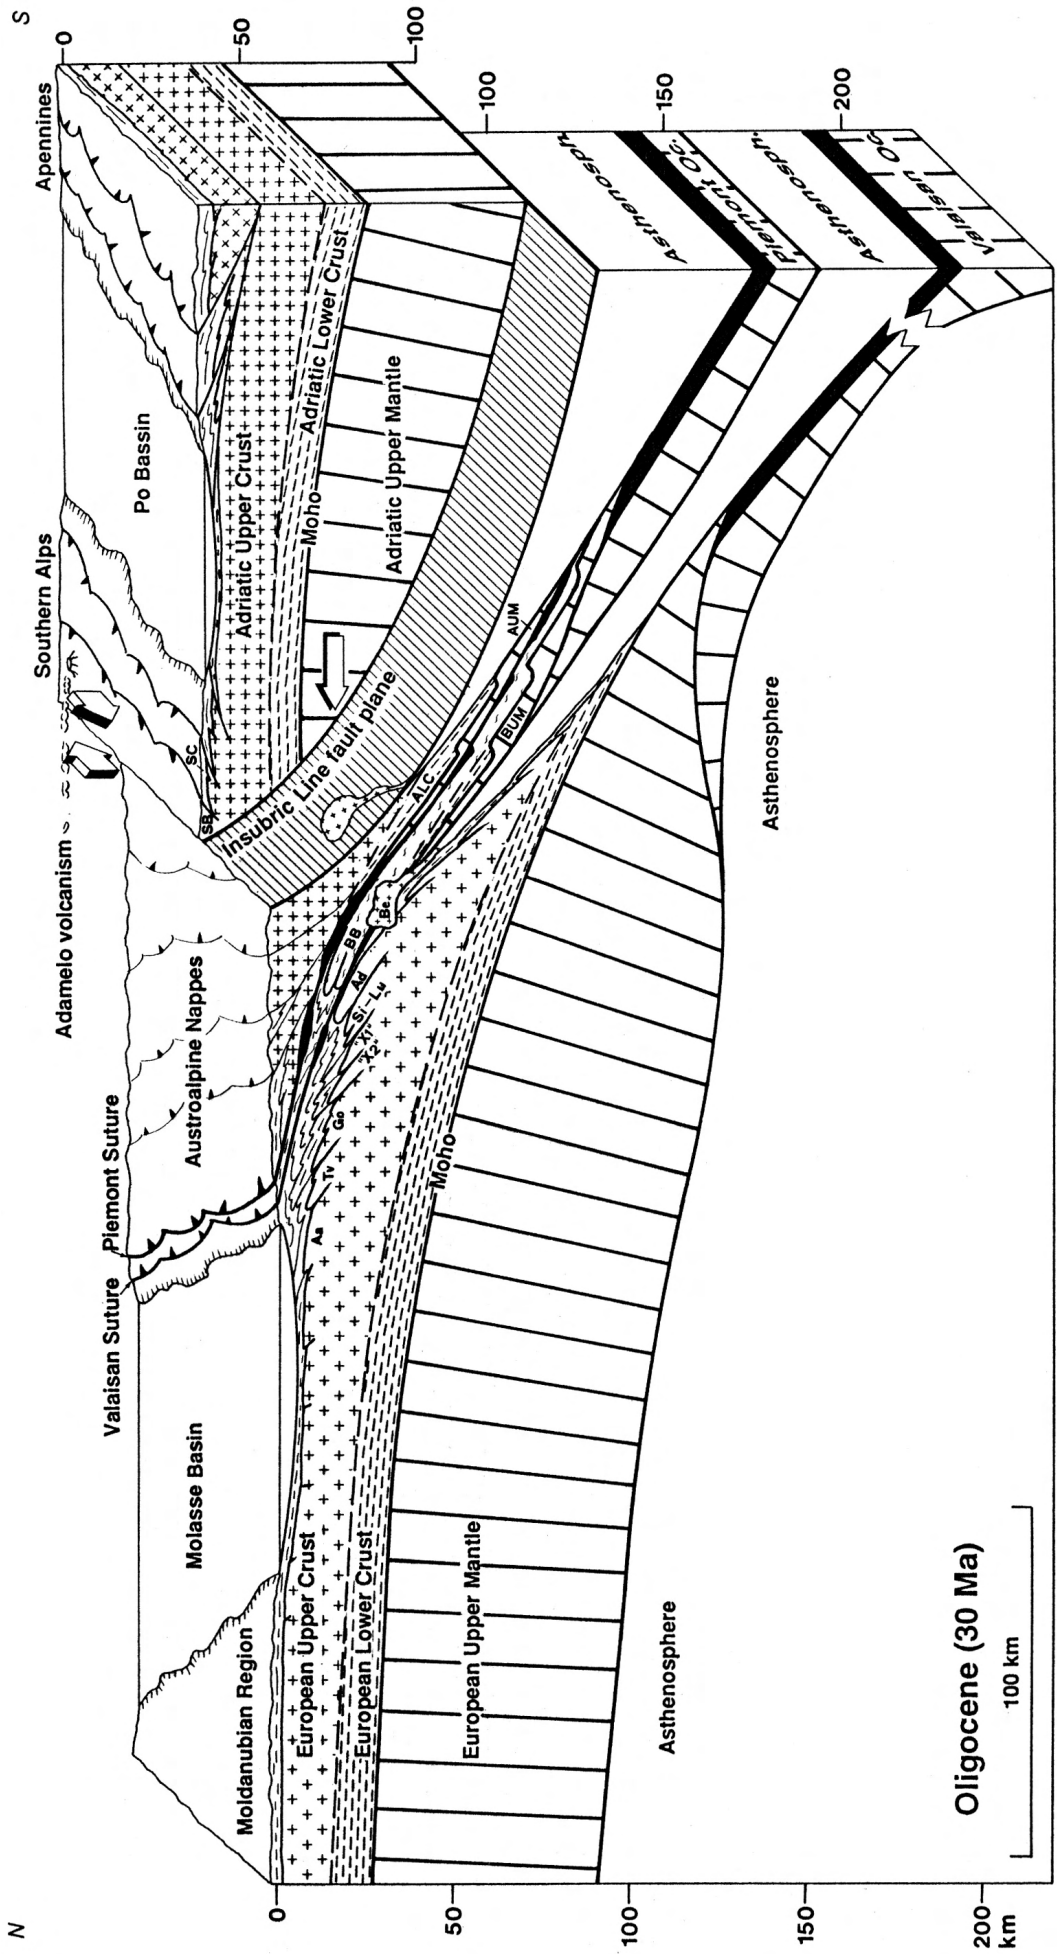 N
S
Adamelo volcanism
Southern Alps
Apennines
Valaisan Suture
Piemont Suture
Moldanubian Region
Molasse Basin
Austroalpine Nappes
SB
SC
Po Bassin
0
50
100
100
150
200
0
50
100
150
200
km
European Upper Crust
European Lower Crust
European Upper Mantle
Asthenosphere
Moho
Aa
Tv
Go
"X2"
"X1"
Si-Lu
Ad
BB
Be
ALC
BUM
AUM
Insubric Line fault plane
Adriatic Upper Crust
Moho
Adriatic Lower Crust
Adriatic Upper Mantle
Asthenosphere
Asthenosph.
Piemont Oc.
Asthenosph.
Valaisan Oc.
Oligocene (30 Ma)
100 km